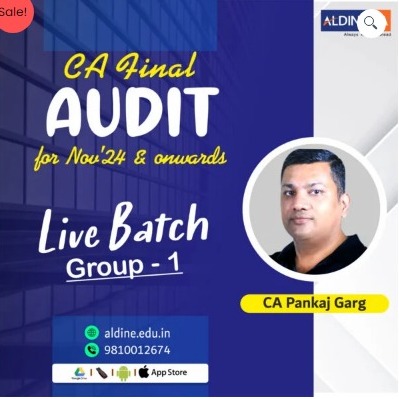 Sale!
ALDINE
CA Final
AUDIT
for Nov'24 & onwards
Live Batch
Group - 1
CA Pankaj Garg
aldine.edu.in
9810012674
App Store